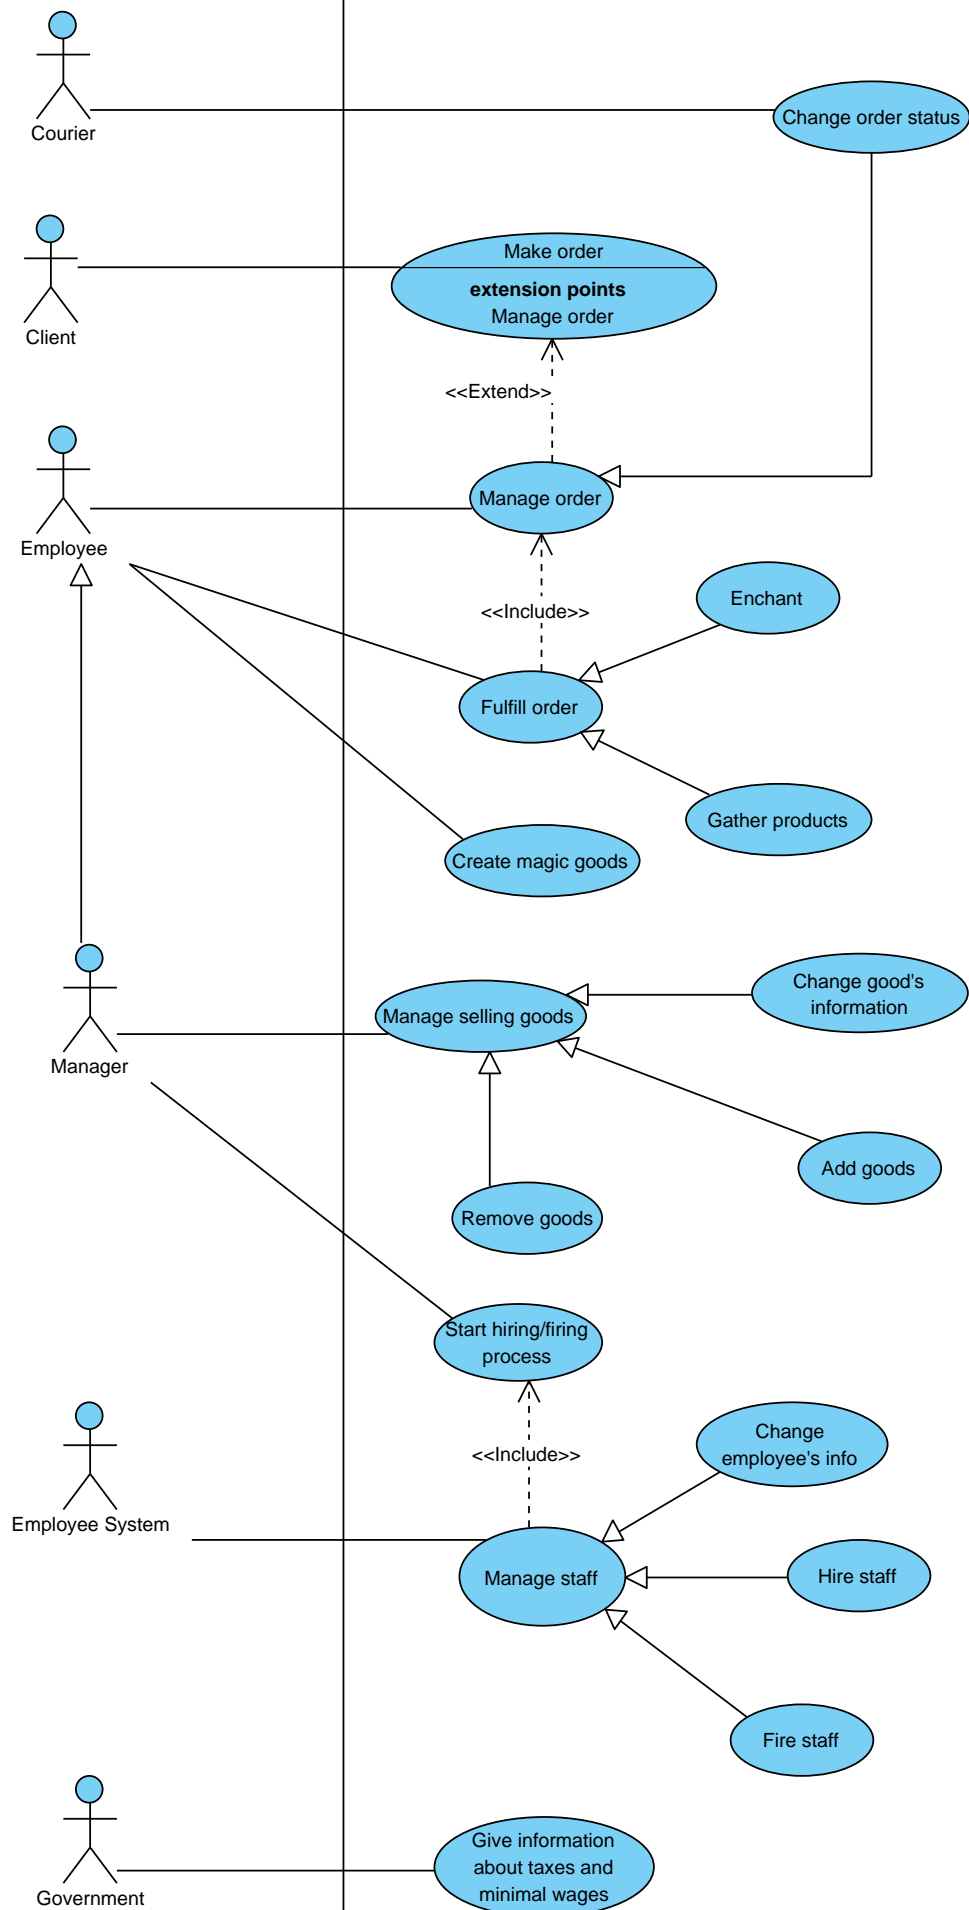 Courier
Change order status
Make order
extension points
Manage order
Client
<<Extend>>
Manage order
Employee
Enchant
<<Include>>
Fulfill order
Gather products
Create magic goods
Change good's
information
Manage selling goods
Manager
Add goods
Remove goods
Start hiring/firing
process
Change
employee's info
<<Include>>
Employee System
Manage staff
Hire staff
Fire staff
Give information
about taxes and
minimal wages
Government